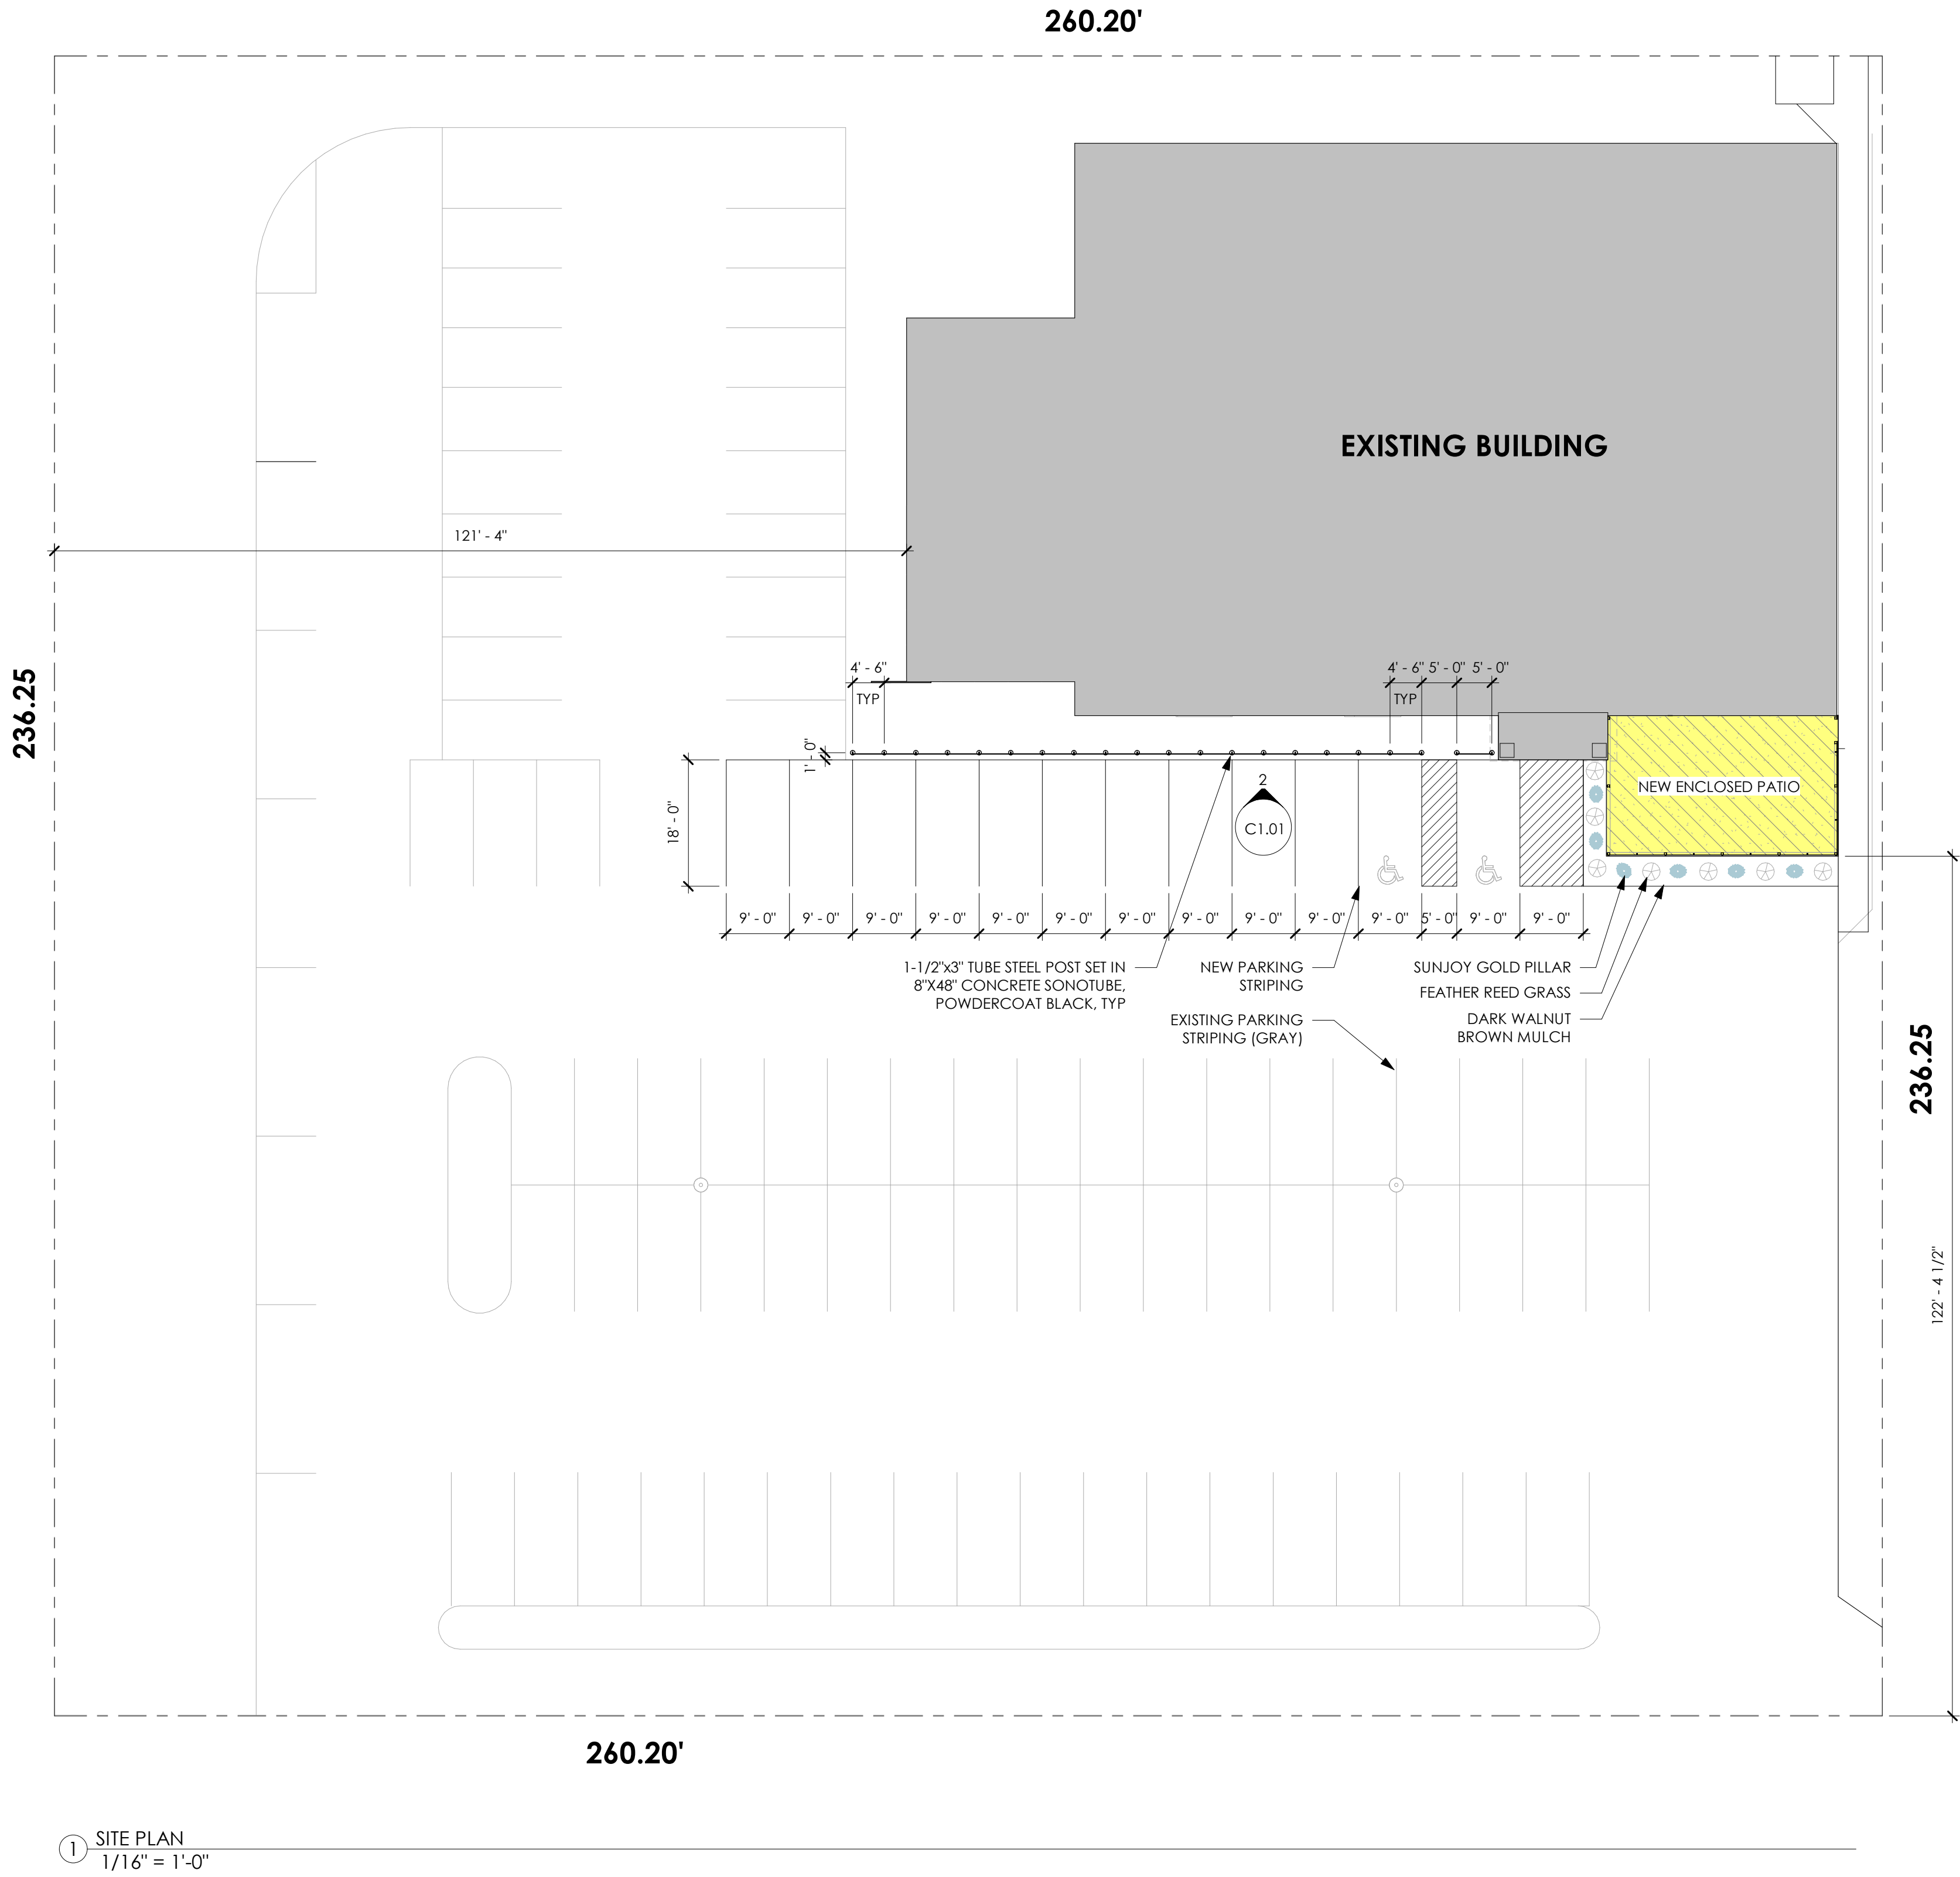 260.20'
EXISTING BUILDING
121' - 4"
236.25
4' - 6"
TYP
4' - 6"
5' - 0"
5' - 0"
TYP
1' - 0"
18' - 0"
NEW ENCLOSED PATIO
2
C1.01
9' - 0"
9' - 0"
9' - 0"
9' - 0"
9' - 0"
9' - 0"
9' - 0"
9' - 0"
9' - 0"
9' - 0"
9' - 0"
5' - 0"
9' - 0"
9' - 0"
1-1/2"x3" TUBE STEEL POST SET IN
8"X48" CONCRETE SONOTUBE,
POWDERCOAT BLACK, TYP
NEW PARKING
STRIPING
EXISTING PARKING
STRIPING (GRAY)
SUNJOY GOLD PILLAR
FEATHER REED GRASS
DARK WALNUT
BROWN MULCH
236.25
122' - 4 1/2"
260.20'
1
SITE PLAN
1/16" = 1'-0"